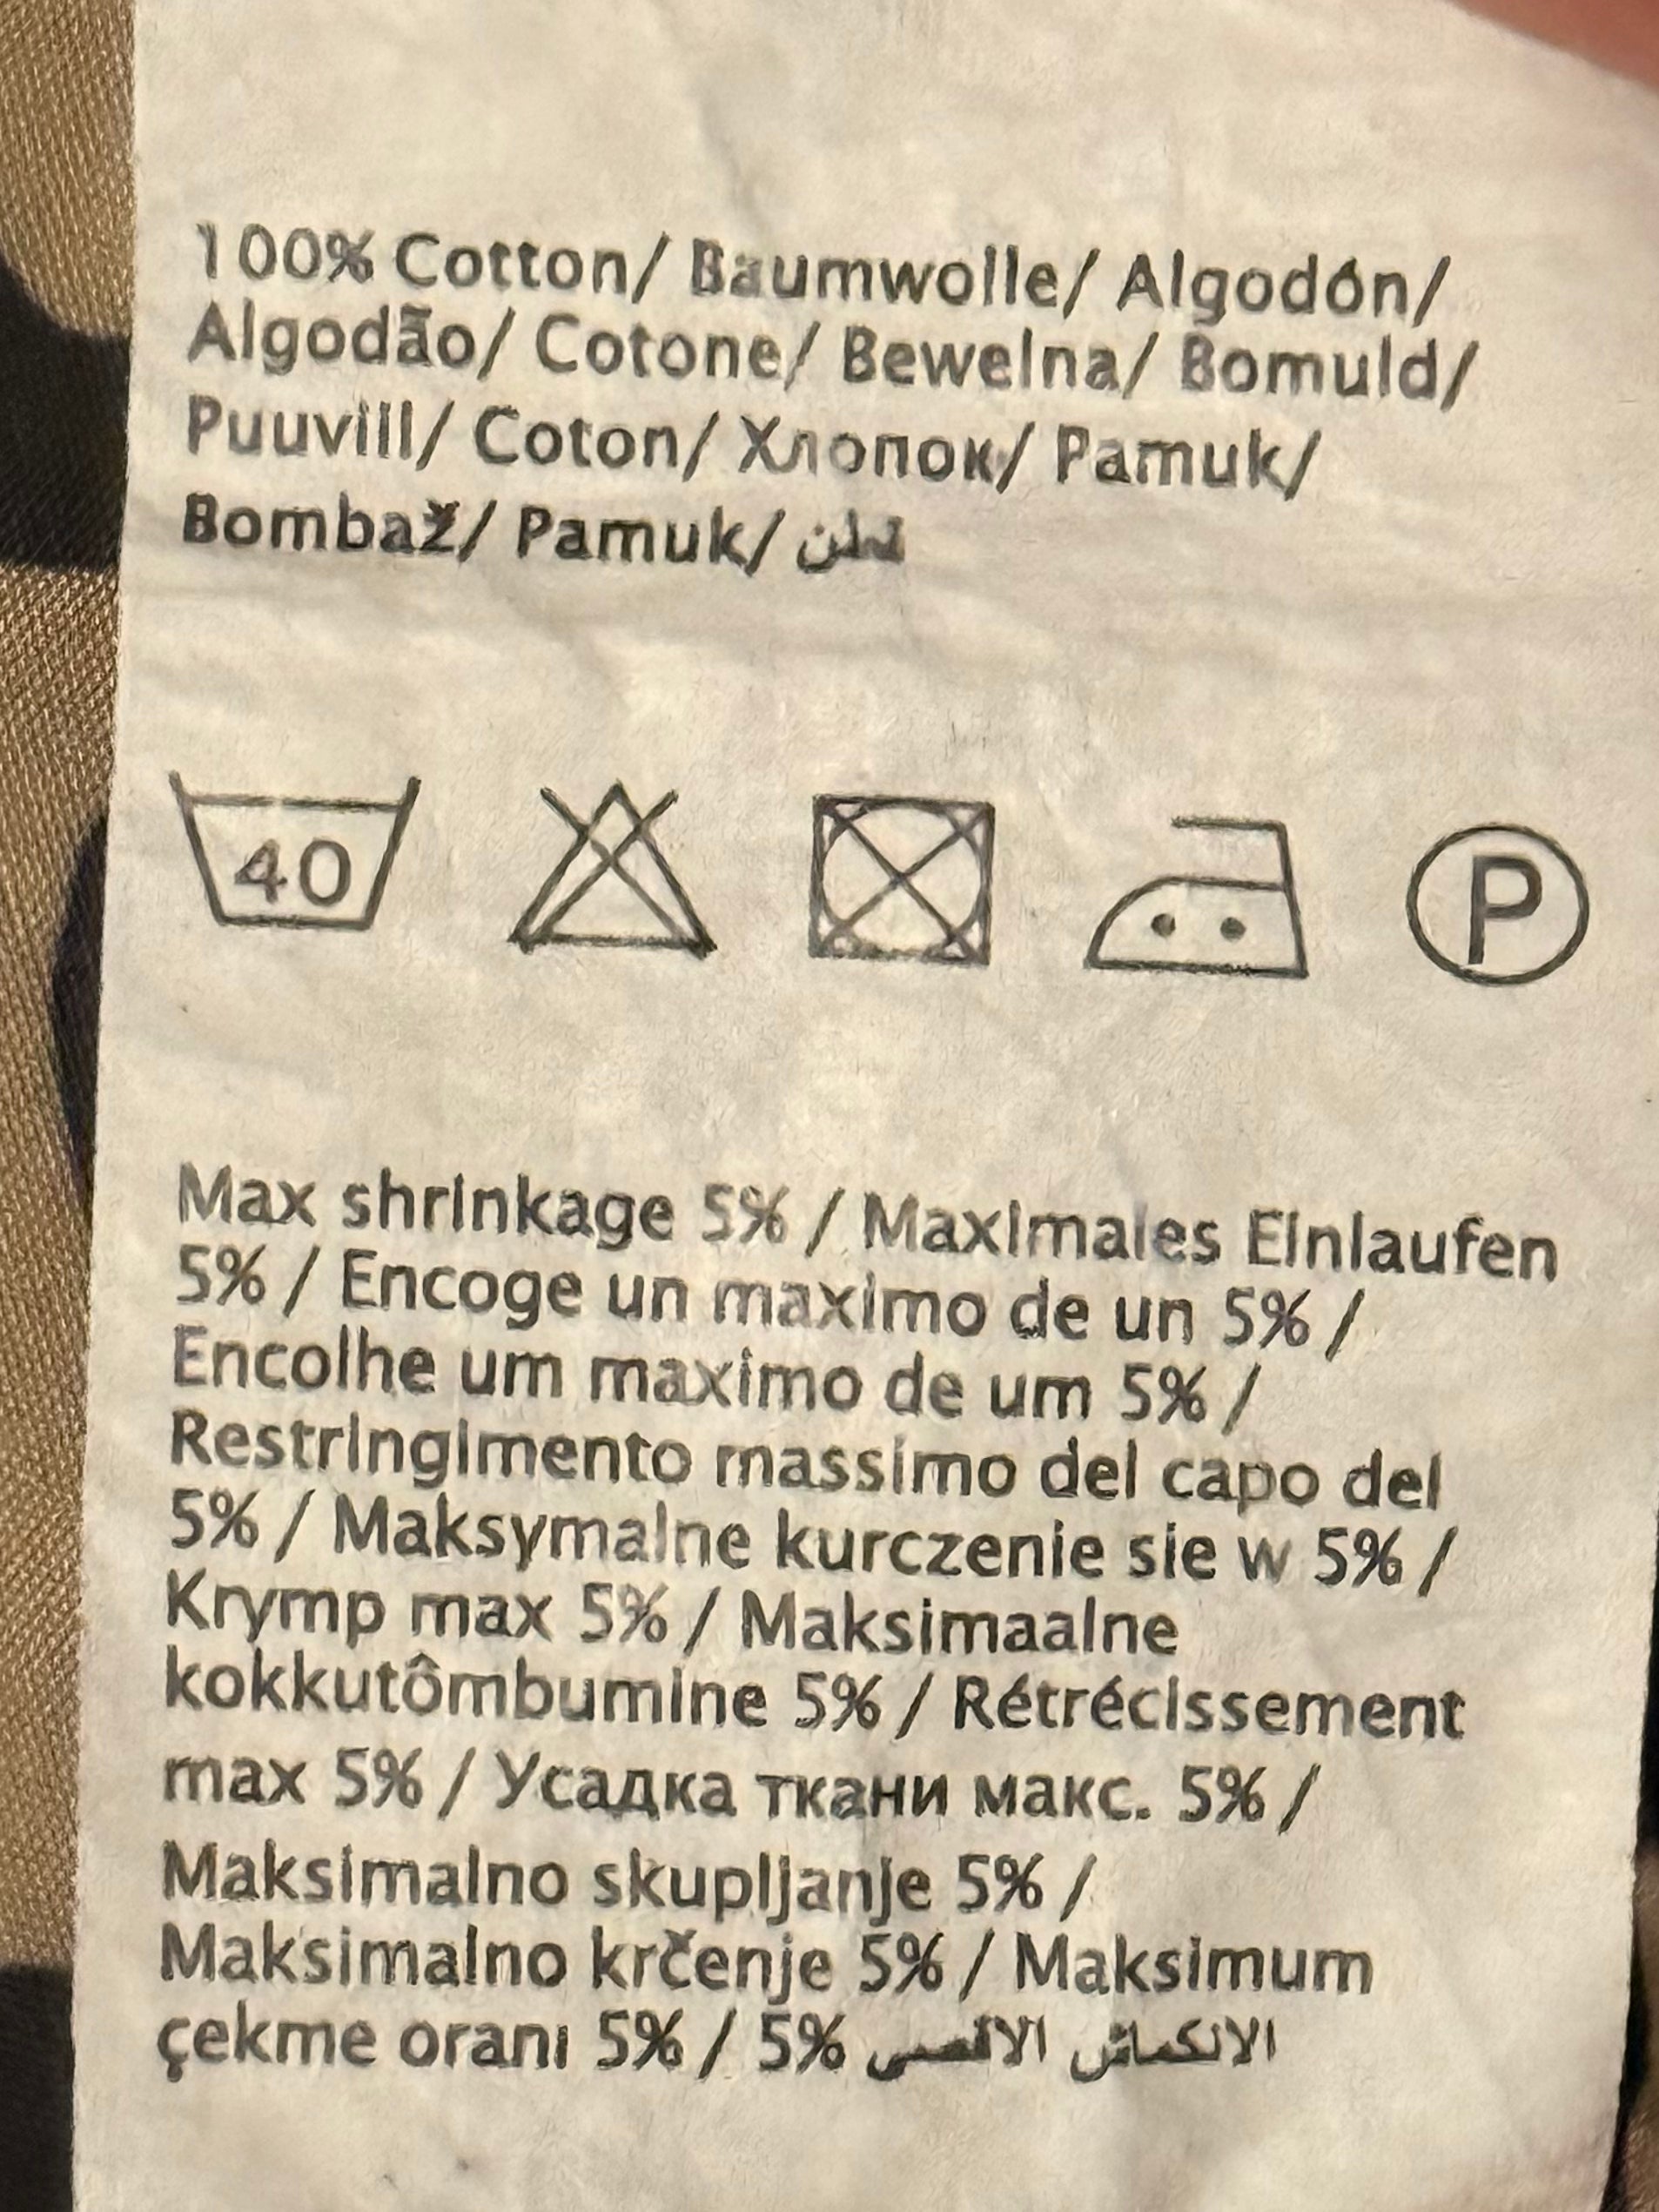 100% Cotton/ Baumwolle/ Algodón/
Algodão/ Cotone/ Bewelna/ Bomuld/
Puuvill/ Coton/ Хлопок/ Pamuk/
Bombaž/ Pamuk/ قطن
40
P
Max shrinkage 5% / Maximales Einlaufen
5% / Encoge un maximo de un 5% /
Encolhe um maximo de um 5% /
Restringimento massimo del capo del
5% / Maksymalne kurczenie sie w 5% /
Krymp max 5% / Maksimaalne
kokkutômbumine 5% / Rétrécissement
max 5% / Усадка ткани макс. 5% /
Maksimalno skupljanje 5% /
Maksimalno krčenje 5% / Maksimum
çekme oranı 5% / 5% الانكماش الاقصى